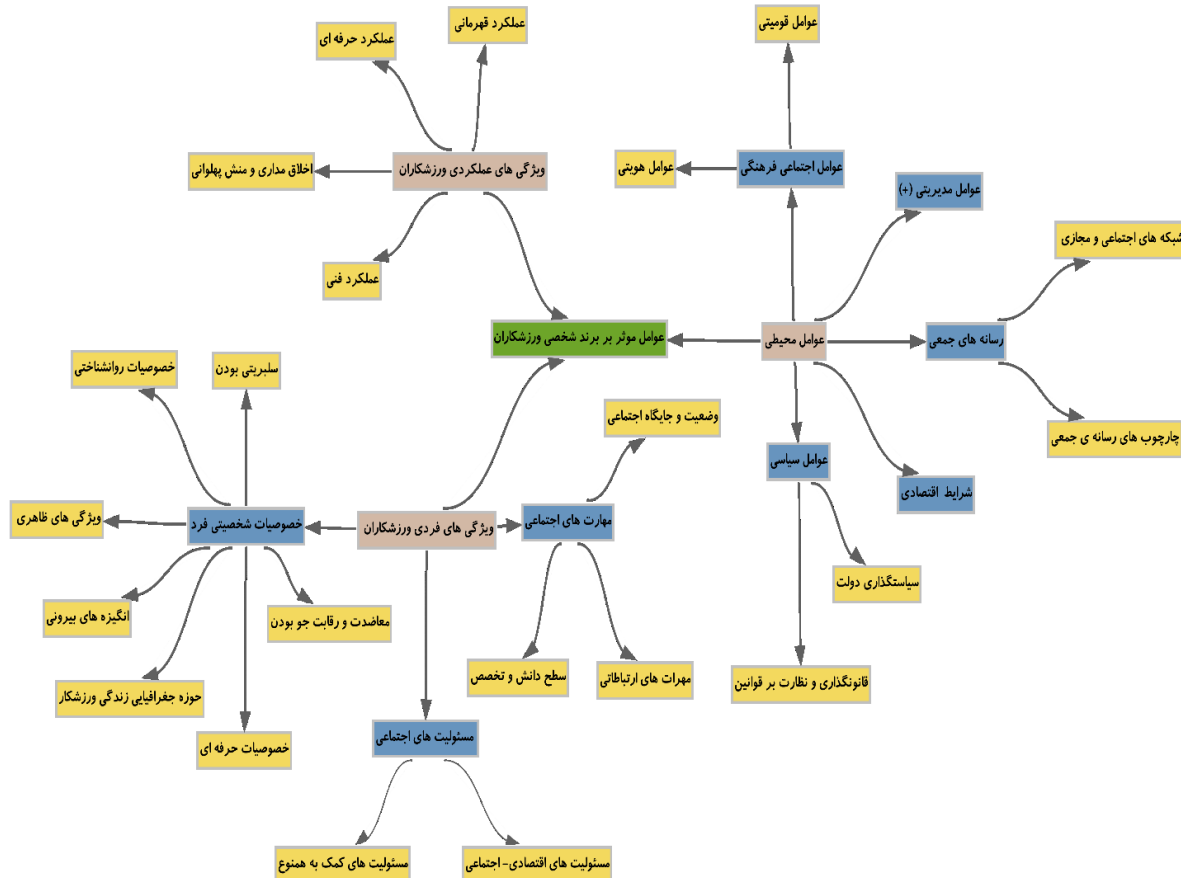 عملکرد قهرمانی
عوامل قومیتی
عملکرد حرفه ای
ویژگی های عملکردی ورزشکاران
اخلاق مداری و منش پهلوانی
عوامل اجتماعی فرهنگی
عوامل هویتی
عوامل مدیریتی (+)
شبکه های اجتماعی و مجازی
عملکرد فنی
عوامل موثر بر برند شخصی ورزشکاران
عوامل محیطی
رسانه های جمعی
سلبریتی بودن
خصوصیات روانشناختی
وضعیت و جایگاه اجتماعی
چارچوب های رسانه ی جمعی
عوامل سیاسی
شرایط اقتصادی
ویژگی های ظاهری
خصوصیات شخصیتی فرد
ویژگی های فردی ورزشکاران
مهارت های اجتماعی
سیاستگذاری دولت
انگیزه های بیرونی
معاضدت و رقابت جو بودن
سطح دانش و تخصص
مهرات های ارتباطاتی
قانونگذاری و نظارت بر قوانین
حوزه جغرافیایی زندگی ورزشکار
خصوصیات حرفه ای
مسئولیت های اجتماعی
مسئولیت های کمک به همنوع
مسئولیت های اقتصادی- اجتماعی